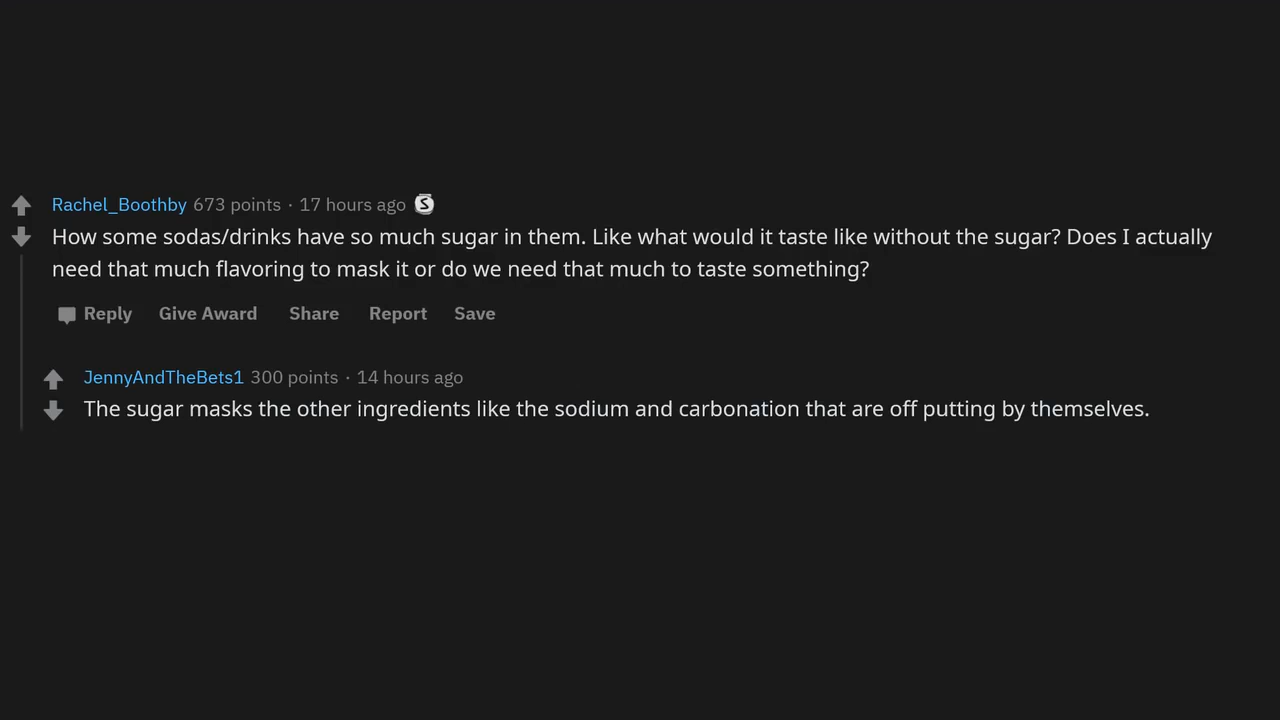 Rachel_Boothby 673 points · 17 hours ago S
How some sodas/drinks have so much sugar in them. Like what would it taste like without the sugar? Does I actually
need that much flavoring to mask it or do we need that much to taste something?
Reply Give Award Share Report Save
JennyAndTheBets1 300 points · 14 hours ago
The sugar masks the other ingredients like the sodium and carbonation that are off putting by themselves.